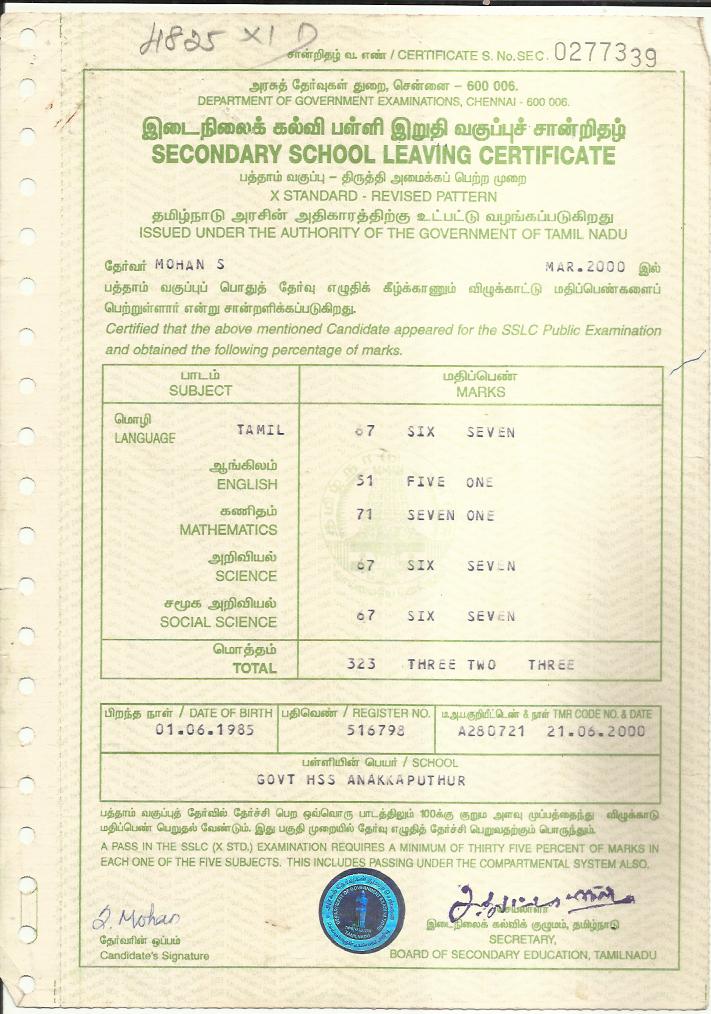 4825 XI D
சான்றிதழ் வ. எண் / CERTIFICATE S. No.SEC. 0277339
அரசுத் தேர்வுகள் துறை, சென்னை – 600 006.
DEPARTMENT OF GOVERNMENT EXAMINATIONS, CHENNAI - 600 006.
இடைநிலைக் கல்வி பள்ளி இறுதி வகுப்புச் சான்றிதழ்
SECONDARY SCHOOL LEAVING CERTIFICATE
பத்தாம் வகுப்பு – திருத்தி அமைக்கப் பெற்ற முறை
X STANDARD - REVISED PATTERN
தமிழ்நாடு அரசின் அதிகாரத்திற்கு உட்பட்டு வழங்கப்படுகிறது
ISSUED UNDER THE AUTHORITY OF THE GOVERNMENT OF TAMIL NADU
தேர்வர் MOHAN S MAR.2000 இல்
பத்தாம் வகுப்புப் பொதுத் தேர்வு எழுதிக் கீழ்க்காணும் விழுக்காட்டு மதிப்பெண்களைப்
பெற்றுள்ளார் என்று சான்றளிக்கப்படுகிறது.
Certified that the above mentioned Candidate appeared for the SSLC Public Examination
and obtained the following percentage of marks.
பாடம் மதிப்பெண்
SUBJECT MARKS
மொழி
LANGUAGE TAMIL 67 SIX SEVEN
ஆங்கிலம்
ENGLISH 51 FIVE ONE
கணிதம்
MATHEMATICS 71 SEVEN ONE
அறிவியல்
SCIENCE 67 SIX SEVEN
சமூக அறிவியல்
SOCIAL SCIENCE 67 SIX SEVEN
மொத்தம்
TOTAL 323 THREE TWO THREE
பிறந்த நாள் / DATE OF BIRTH பதிவெண் / REGISTER NO. ம.அ.ப.குறியீட்டெண் & நாள் TMR CODE NO. & DATE
01.06.1985 516798 A280721 21.06.2000
பள்ளியின் பெயர் / SCHOOL
GOVT HSS ANAKKAPUTHUR
பத்தாம் வகுப்புத் தேர்வில் தேர்ச்சி பெற ஒவ்வொரு பாடத்திலும் 100க்கு குறும அளவு முப்பத்தைந்து விழுக்காடு
மதிப்பெண் பெறுதல் வேண்டும். இது பகுதி முறையில் தேர்வு எழுதித் தேர்ச்சி பெறுவதற்கும் பொருந்தும்.
A PASS IN THE SSLC (X STD.) EXAMINATION REQUIRES A MINIMUM OF THIRTY FIVE PERCENT OF MARKS IN
EACH ONE OF THE FIVE SUBJECTS. THIS INCLUDES PASSING UNDER THE COMPARTMENTAL SYSTEM ALSO.
S. Mohan
தேர்வரின் ஒப்பம்
Candidate's Signature
செயலாளர்
இடைநிலைக் கல்விக் குழுமம், தமிழ்நாடு
SECRETARY,
BOARD OF SECONDARY EDUCATION, TAMILNADU